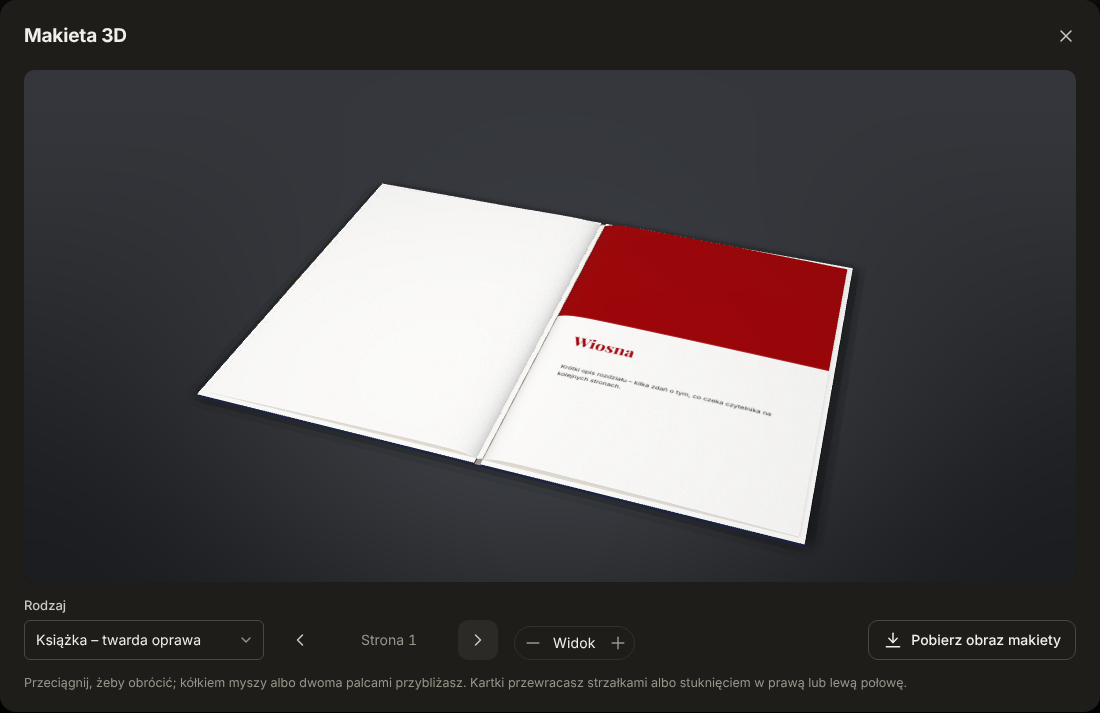 Makieta 3D
Wiosna
Krótki opis rozdziału – kilka zdań o tym, co czeka czytelnika na
kolejnych stronach.
Rodzaj
Książka – twarda oprawa
Strona 1
Widok
Pobierz obraz makiety
Przeciągnij, żeby obrócić; kółkiem myszy albo dwoma palcami przybliżasz. Kartki przewracasz strzałkami albo stuknięciem w prawą lub lewą połowę.